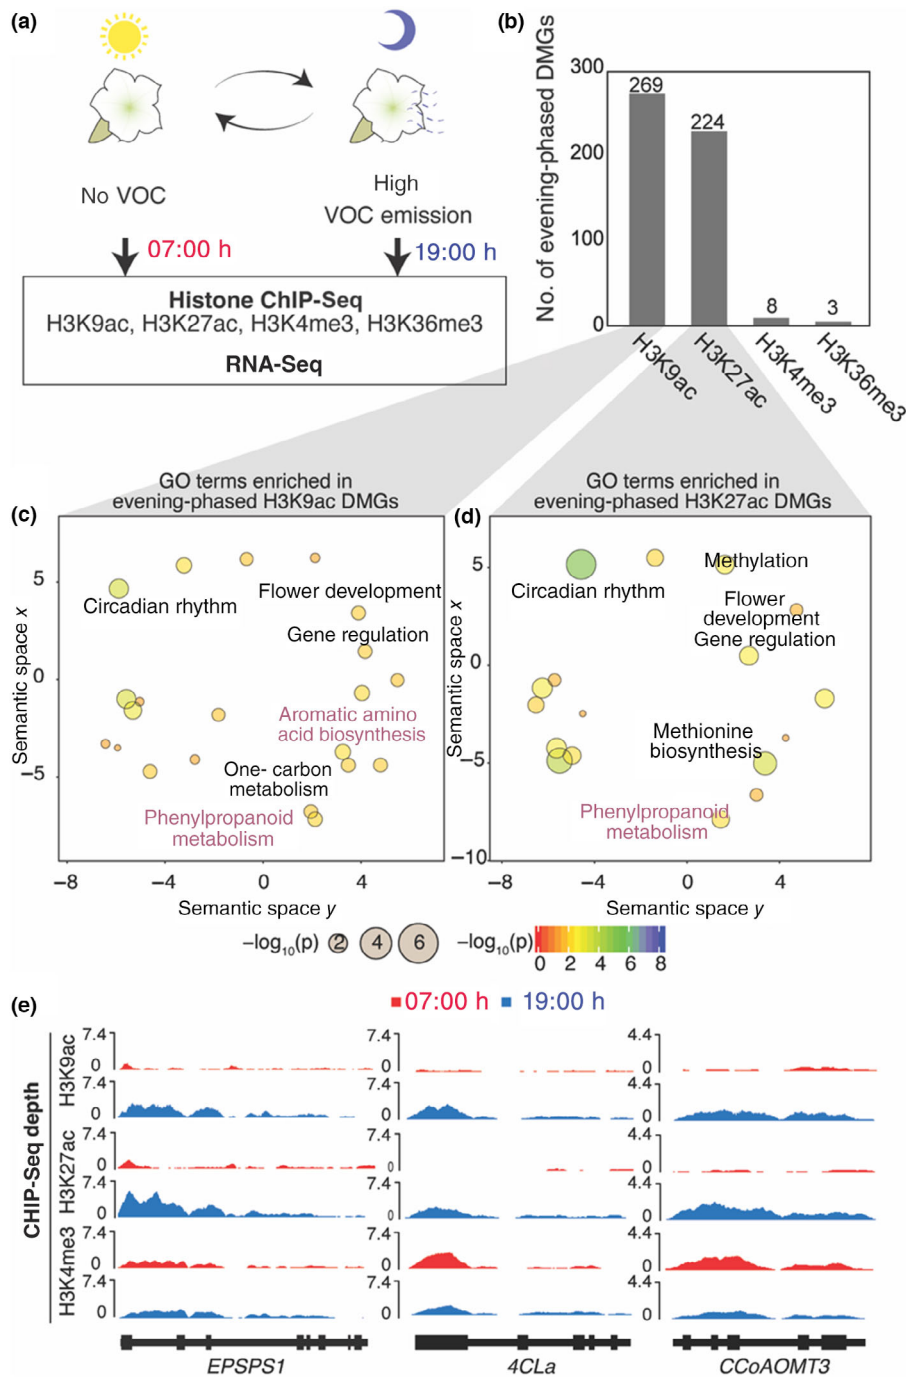 (a)
No VOC
High
VOC emission
07:00 h
19:00 h
Histone ChIP-Seq
H3K9ac, H3K27ac, H3K4me3, H3K36me3
RNA-Seq
(b)
No. of evening-phased DMGs
300
200
100
0
269
224
8
3
H3K9ac
H3K27ac
H3K4me3
H3K36me3
GO terms enriched in
evening-phased H3K9ac DMGs
(c)
Semantic space x
5
0
−5
Circadian rhythm
Flower development
Gene regulation
Aromatic amino
acid biosynthesis
One- carbon
metabolism
Phenylpropanoid
metabolism
−8
−4
0
4
Semantic space y
GO terms enriched in
evening-phased H3K27ac DMGs
(d)
Semantic space x
5
0
−5
−10
Methylation
Circadian rhythm
Flower
development
Gene regulation
Methionine
biosynthesis
Phenylpropanoid
metabolism
−8
−4
0
4
Semantic space y
−log10(p)
2
4
6
−log10(p)
0 2 4 6 8
(e)
07:00 h
19:00 h
CHIP-Seq depth
H3K9ac
H3K27ac
H3K4me3
7.4
0
7.4
0
4.4
0
7.4
0
7.4
0
4.4
0
7.4
0
7.4
0
4.4
0
7.4
0
7.4
0
4.4
0
7.4
0
7.4
0
4.4
0
7.4
0
7.4
0
4.4
0
EPSPS1
4CLa
CCoAOMT3